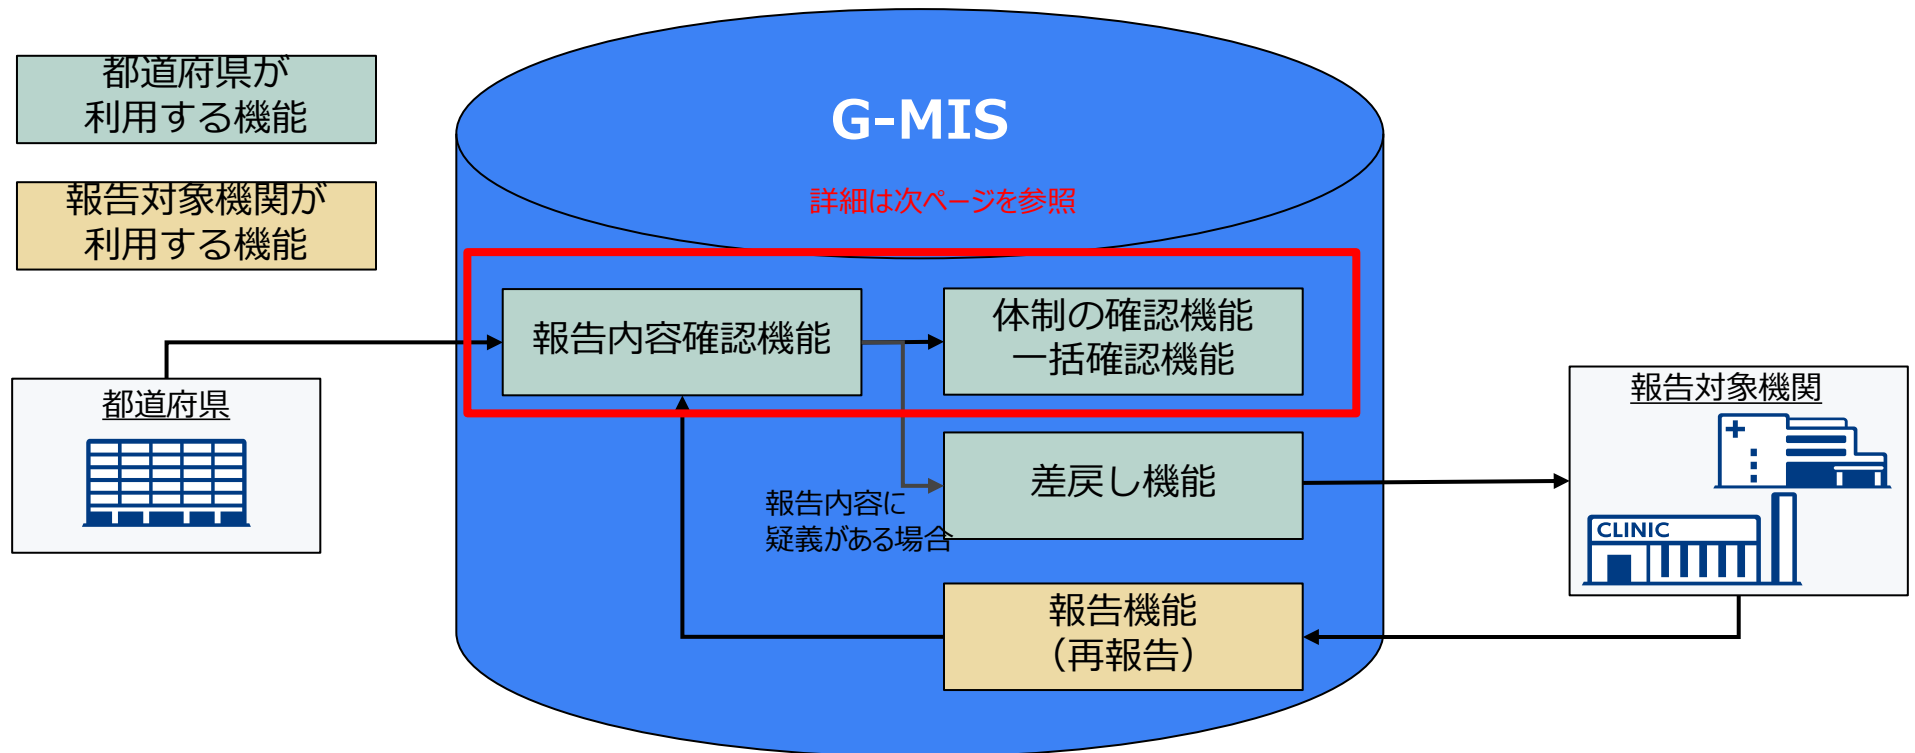 都道府県が
利用する機能
報告対象機関が
利用する機能
G-MIS
詳細は次ページを参照
報告内容確認機能
体制の確認機能
一括確認機能
都道府県
報告対象機関
差戻し機能
報告内容に
疑義がある場合
CLINIC
報告機能
（再報告）